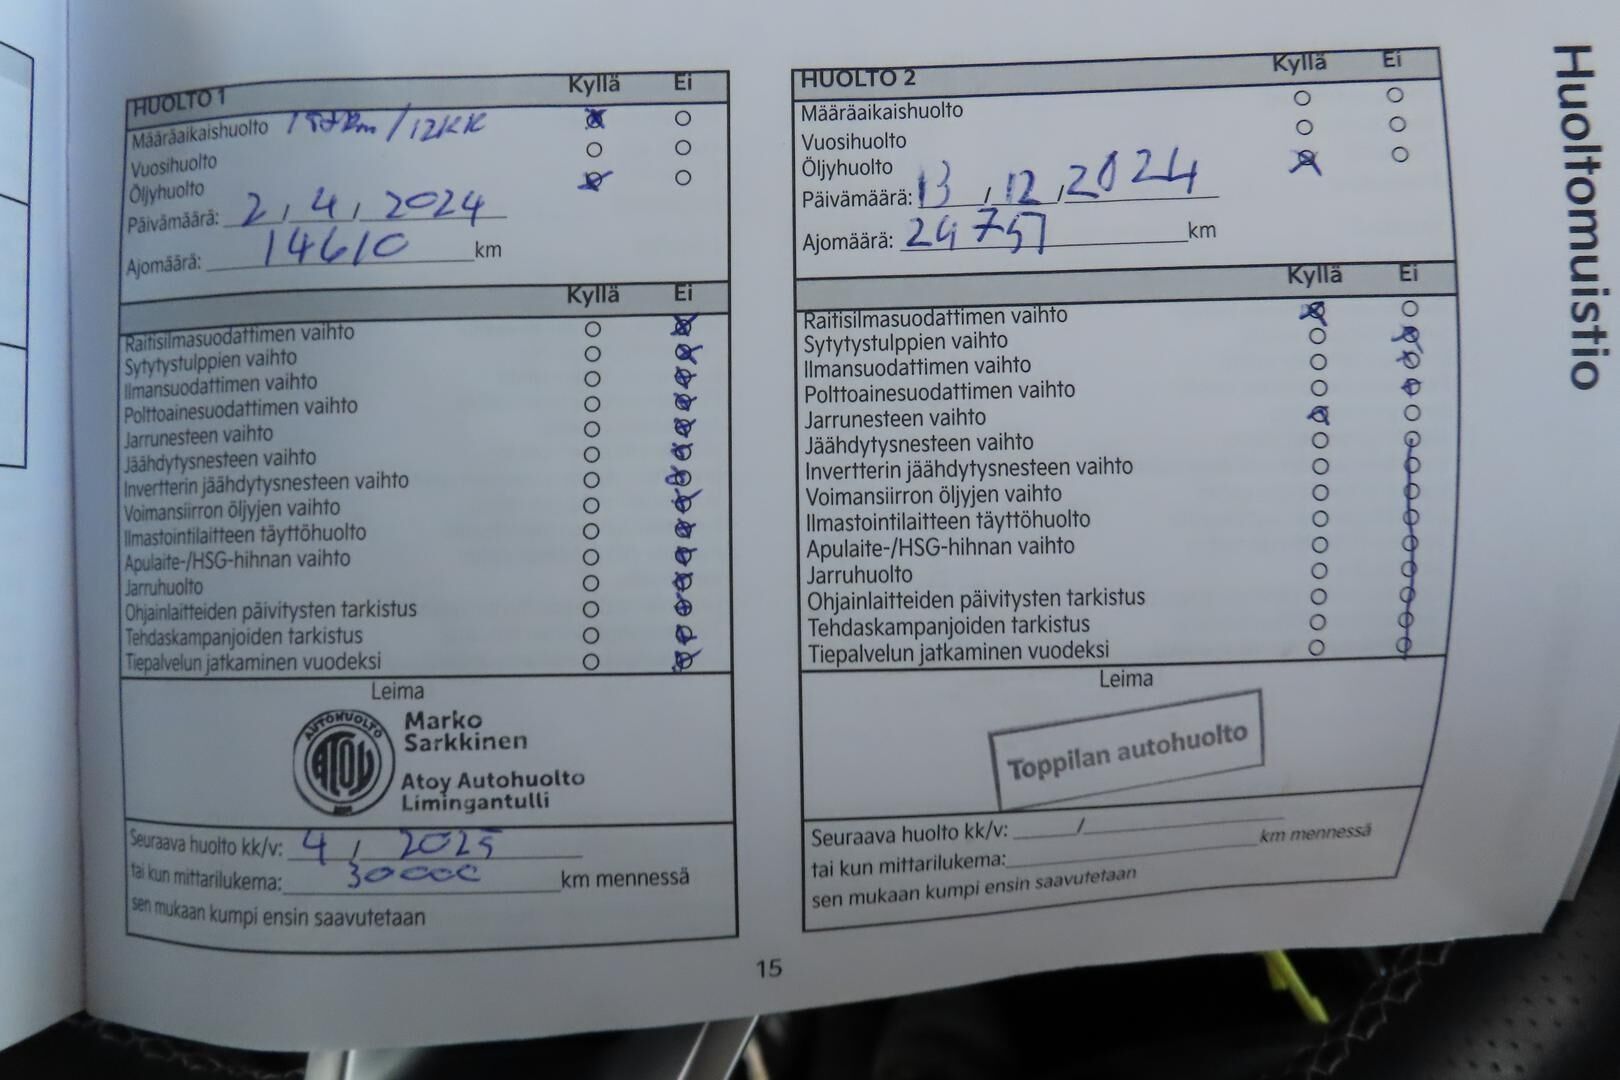 Huoltomuistio
HUOLTO 1 Kyllä Ei
Määräaikaishuolto 15tkm/12KK
Vuosihuolto
Öljyhuolto
Päivämäärä: 2 / 4 / 2024
Ajomäärä: 14610 km
Kyllä Ei
Raitisilmasuodattimen vaihto
Sytytystulppien vaihto
Ilmansuodattimen vaihto
Polttoainesuodattimen vaihto
Jarrunesteen vaihto
Jäähdytysnesteen vaihto
Invertterin jäähdytysnesteen vaihto
Voimansiirron öljyjen vaihto
Ilmastointilaitteen täyttöhuolto
Apulaite-/HSG-hihnan vaihto
Jarruhuolto
Ohjainlaitteiden päivitysten tarkistus
Tehdaskampanjoiden tarkistus
Tiepalvelun jatkaminen vuodeksi
Leima
AUTOHUOLTO
ATOY
Marko
Sarkkinen
Atoy Autohuolto
Limingantulli
Seuraava huolto kk/v: 4 / 2025
tai kun mittarilukema: 30000 km mennessä
sen mukaan kumpi ensin saavutetaan
HUOLTO 2 Kyllä Ei
Määräaikaishuolto
Vuosihuolto
Öljyhuolto
Päivämäärä: 13 / 12 / 2024
Ajomäärä: 24757 km
Kyllä Ei
Raitisilmasuodattimen vaihto
Sytytystulppien vaihto
Ilmansuodattimen vaihto
Polttoainesuodattimen vaihto
Jarrunesteen vaihto
Jäähdytysnesteen vaihto
Invertterin jäähdytysnesteen vaihto
Voimansiirron öljyjen vaihto
Ilmastointilaitteen täyttöhuolto
Apulaite-/HSG-hihnan vaihto
Jarruhuolto
Ohjainlaitteiden päivitysten tarkistus
Tehdaskampanjoiden tarkistus
Tiepalvelun jatkaminen vuodeksi
Leima
Toppilan autohuolto
Seuraava huolto kk/v: /
tai kun mittarilukema: km mennessä
sen mukaan kumpi ensin saavutetaan
15